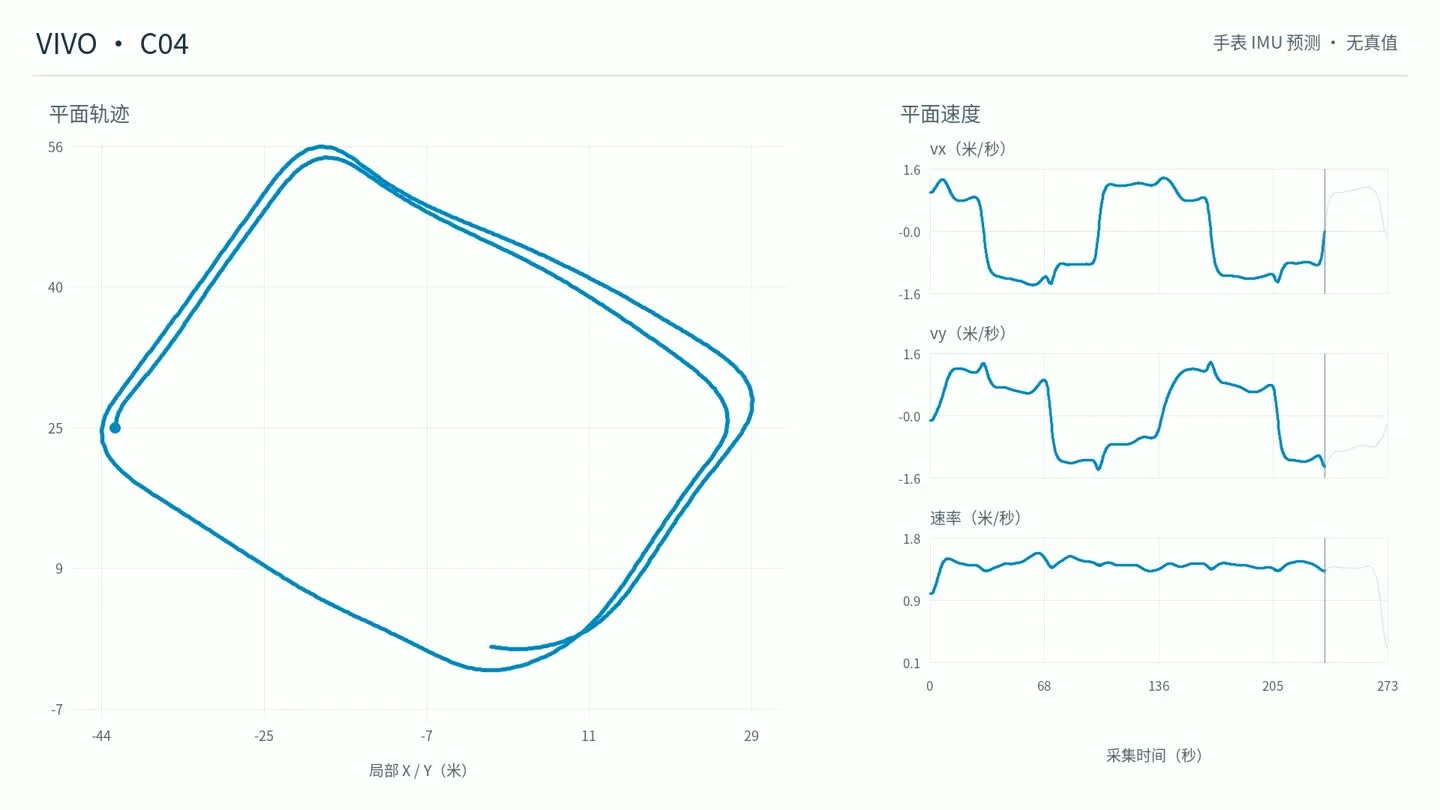 VIVO • C04
手表 IMU 预测 • 无真值
平面轨迹
56
40
25
9
-7
-44
-25
-7
11
29
局部 X / Y（米）
平面速度
vx（米/秒）
1.6
-0.0
-1.6
vy（米/秒）
1.6
-0.0
-1.6
速率（米/秒）
1.8
0.9
0.1
0
68
136
205
273
采集时间（秒）